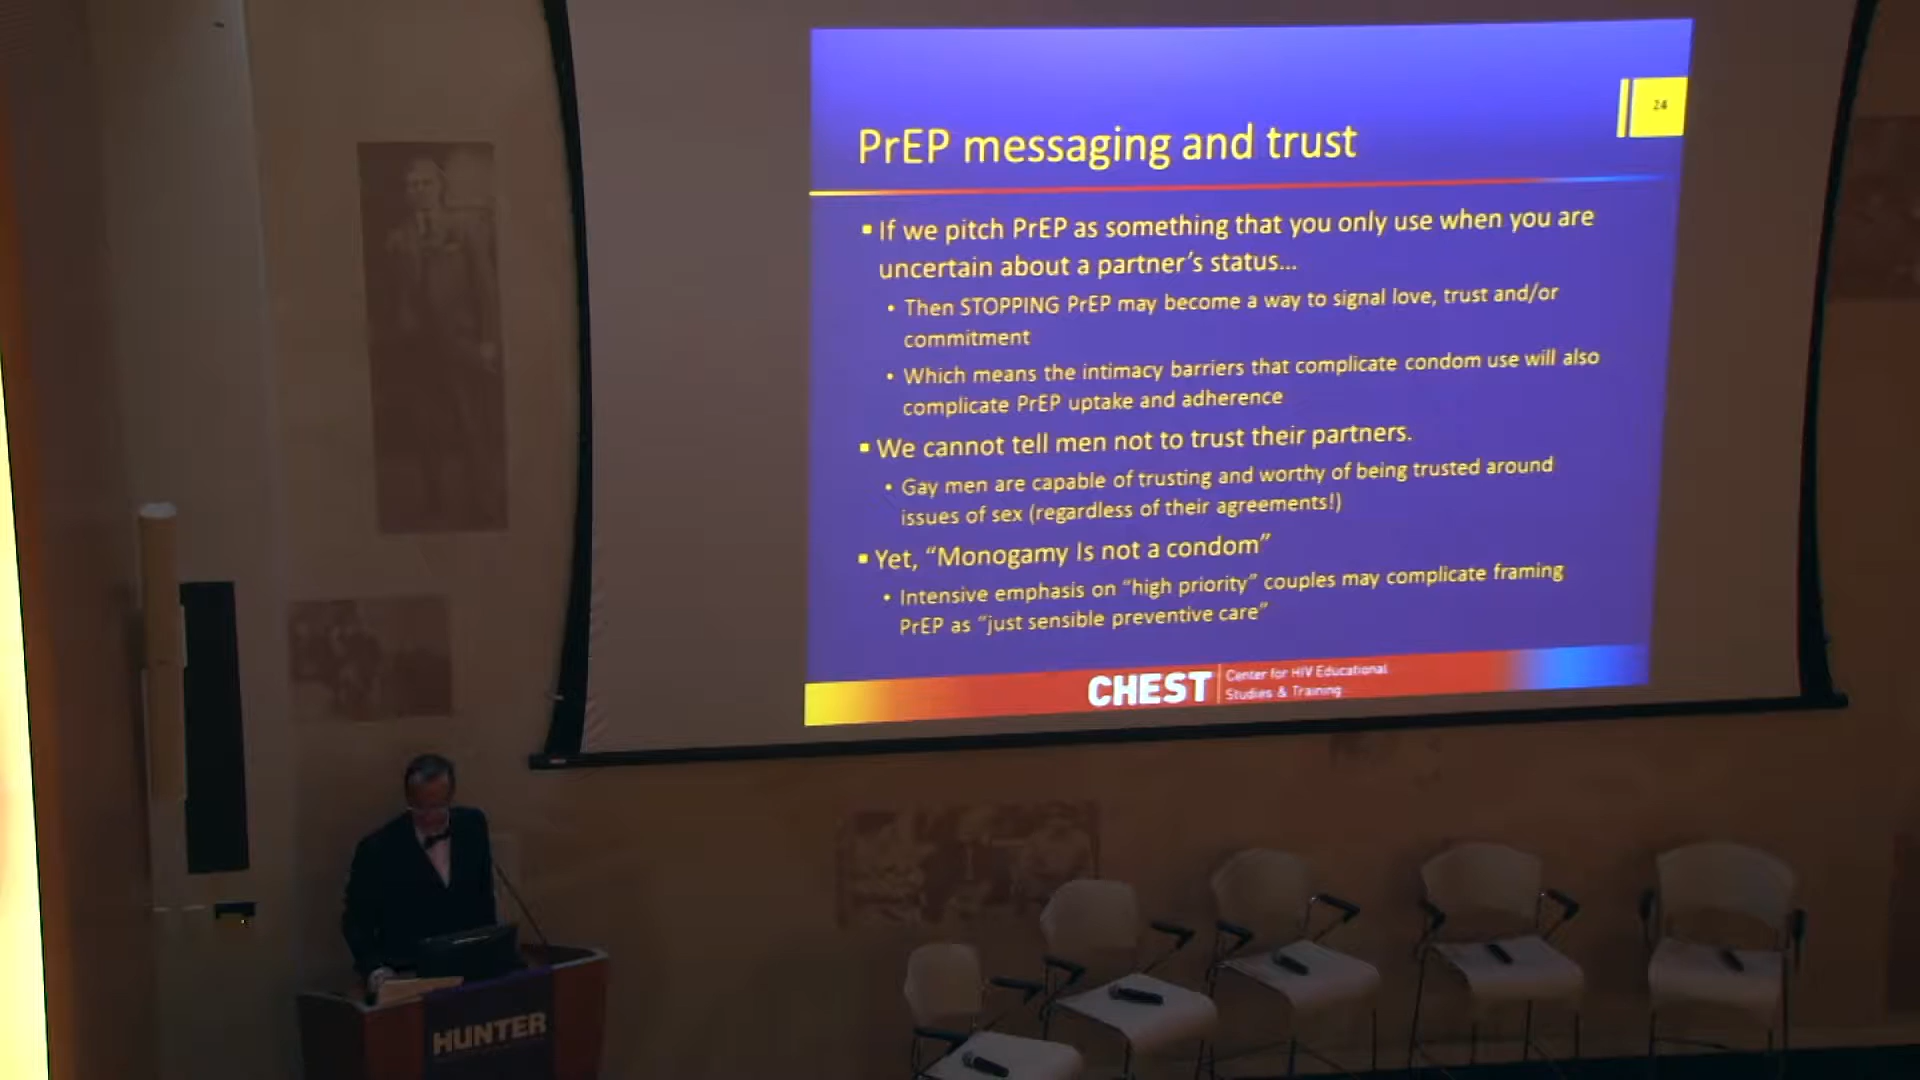 24
PrEP messaging and trust
▪ If we pitch PrEP as something that you only use when you are
uncertain about a partner's status...
• Then STOPPING PrEP may become a way to signal love, trust and/or
commitment
• Which means the intimacy barriers that complicate condom use will also
complicate PrEP uptake and adherence
▪ We cannot tell men not to trust their partners.
• Gay men are capable of trusting and worthy of being trusted around
issues of sex (regardless of their agreements!)
▪ Yet, “Monogamy Is not a condom”
• Intensive emphasis on “high priority” couples may complicate framing
PrEP as “just sensible preventive care”
CHEST
Center for HIV Educational
Studies & Training
HUNTER